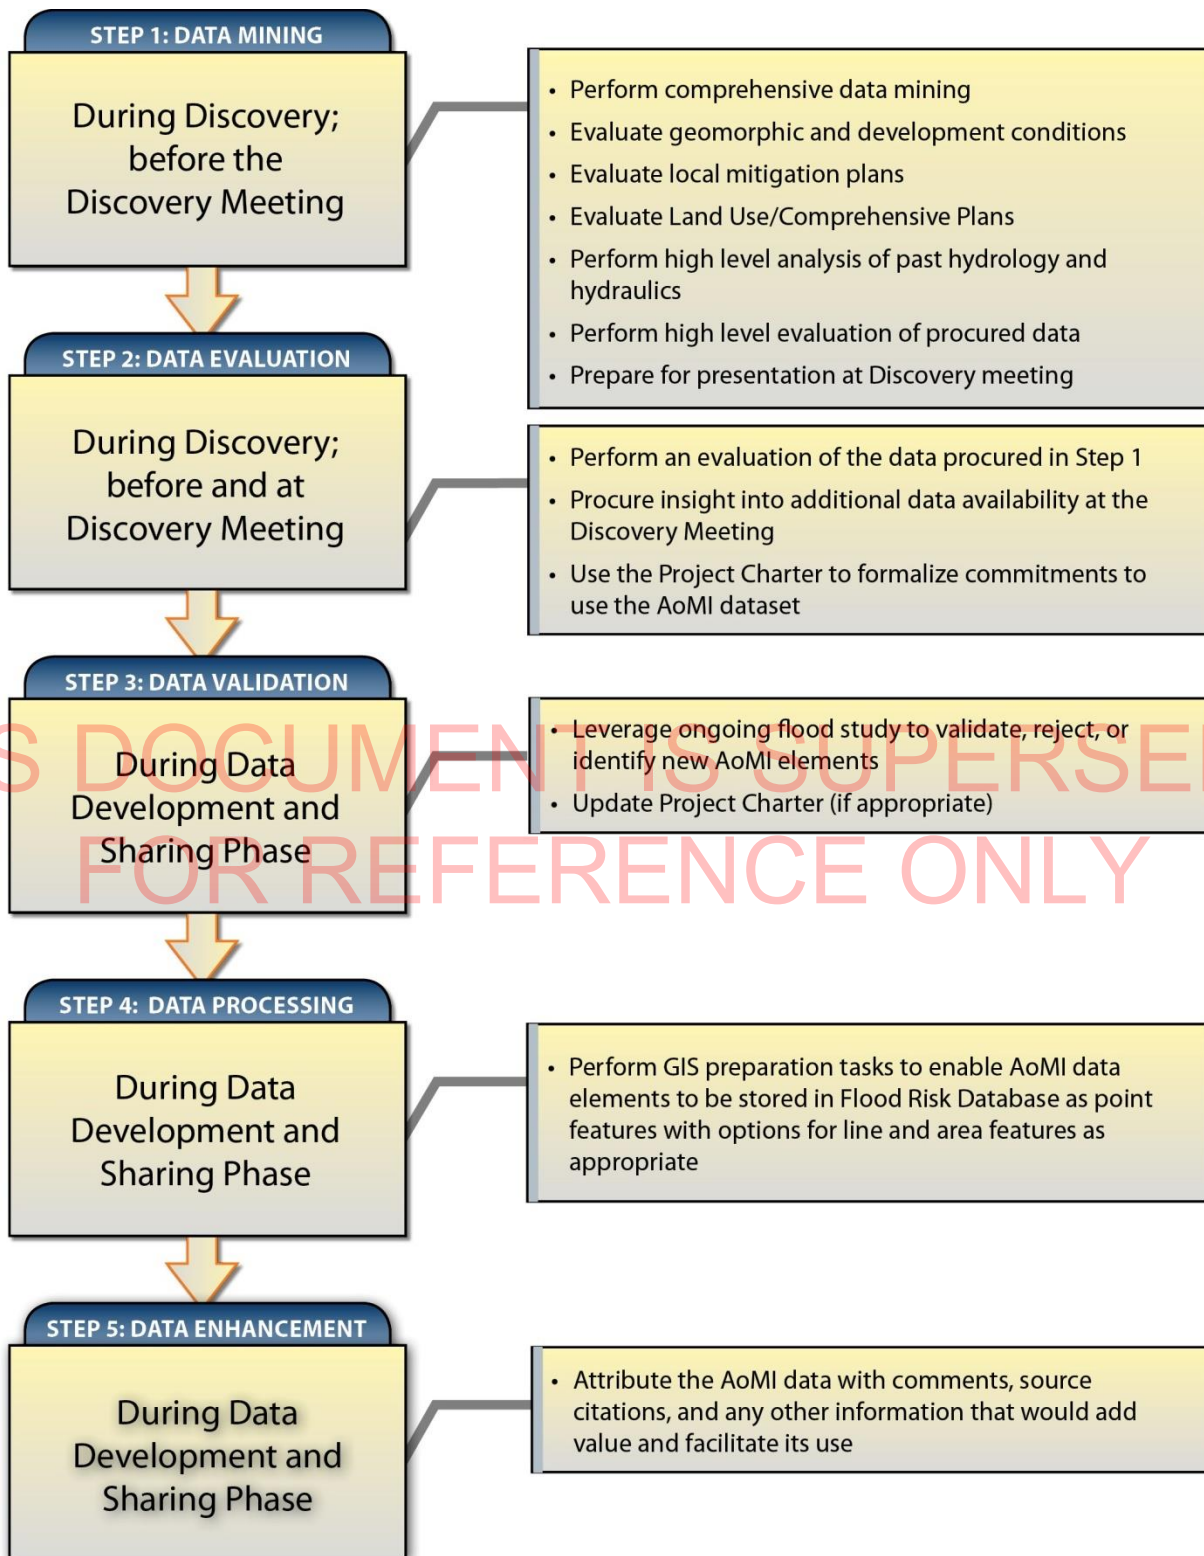 STEP 1: DATA MINING
During Discovery;
before the
Discovery Meeting
• Perform comprehensive data mining
• Evaluate geomorphic and development conditions
• Evaluate local mitigation plans
• Evaluate Land Use/Comprehensive Plans
• Perform high level analysis of past hydrology and
hydraulics
• Perform high level evaluation of procured data
• Prepare for presentation at Discovery meeting
STEP 2: DATA EVALUATION
During Discovery;
before and at
Discovery Meeting
• Perform an evaluation of the data procured in Step 1
• Procure insight into additional data availability at the
Discovery Meeting
• Use the Project Charter to formalize commitments to
use the AoMI dataset
STEP 3: DATA VALIDATION
During Data
Development and
Sharing Phase
• Leverage ongoing flood study to validate, reject, or
identify new AoMI elements
• Update Project Charter (if appropriate)
S DOCUMENT IS SUPERSE
FOR REFERENCE ONLY
STEP 4: DATA PROCESSING
During Data
Development and
Sharing Phase
• Perform GIS preparation tasks to enable AoMI data
elements to be stored in Flood Risk Database as point
features with options for line and area features as
appropriate
STEP 5: DATA ENHANCEMENT
During Data
Development and
Sharing Phase
• Attribute the AoMI data with comments, source
citations, and any other information that would add
value and facilitate its use